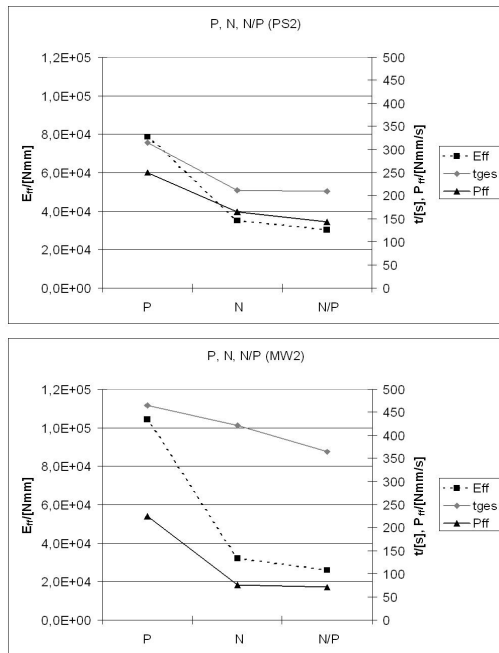 P, N, N/P (PS2)
1,2E+05
1,0E+05
8,0E+04
6,0E+04
4,0E+04
2,0E+04
0,0E+00
Eff/[Nmm]
500
450
400
350
300
250
200
150
100
50
0
t/[s], Pff/[Nmm/s]
P N N/P
Eff
tges
Pff
P, N, N/P (MW2)
1,2E+05
1,0E+05
8,0E+04
6,0E+04
4,0E+04
2,0E+04
0,0E+00
Eff/[Nmm]
500
450
400
350
300
250
200
150
100
50
0
t/[s], Pff/[Nmm/s]
P N N/P
Eff
tges
Pff